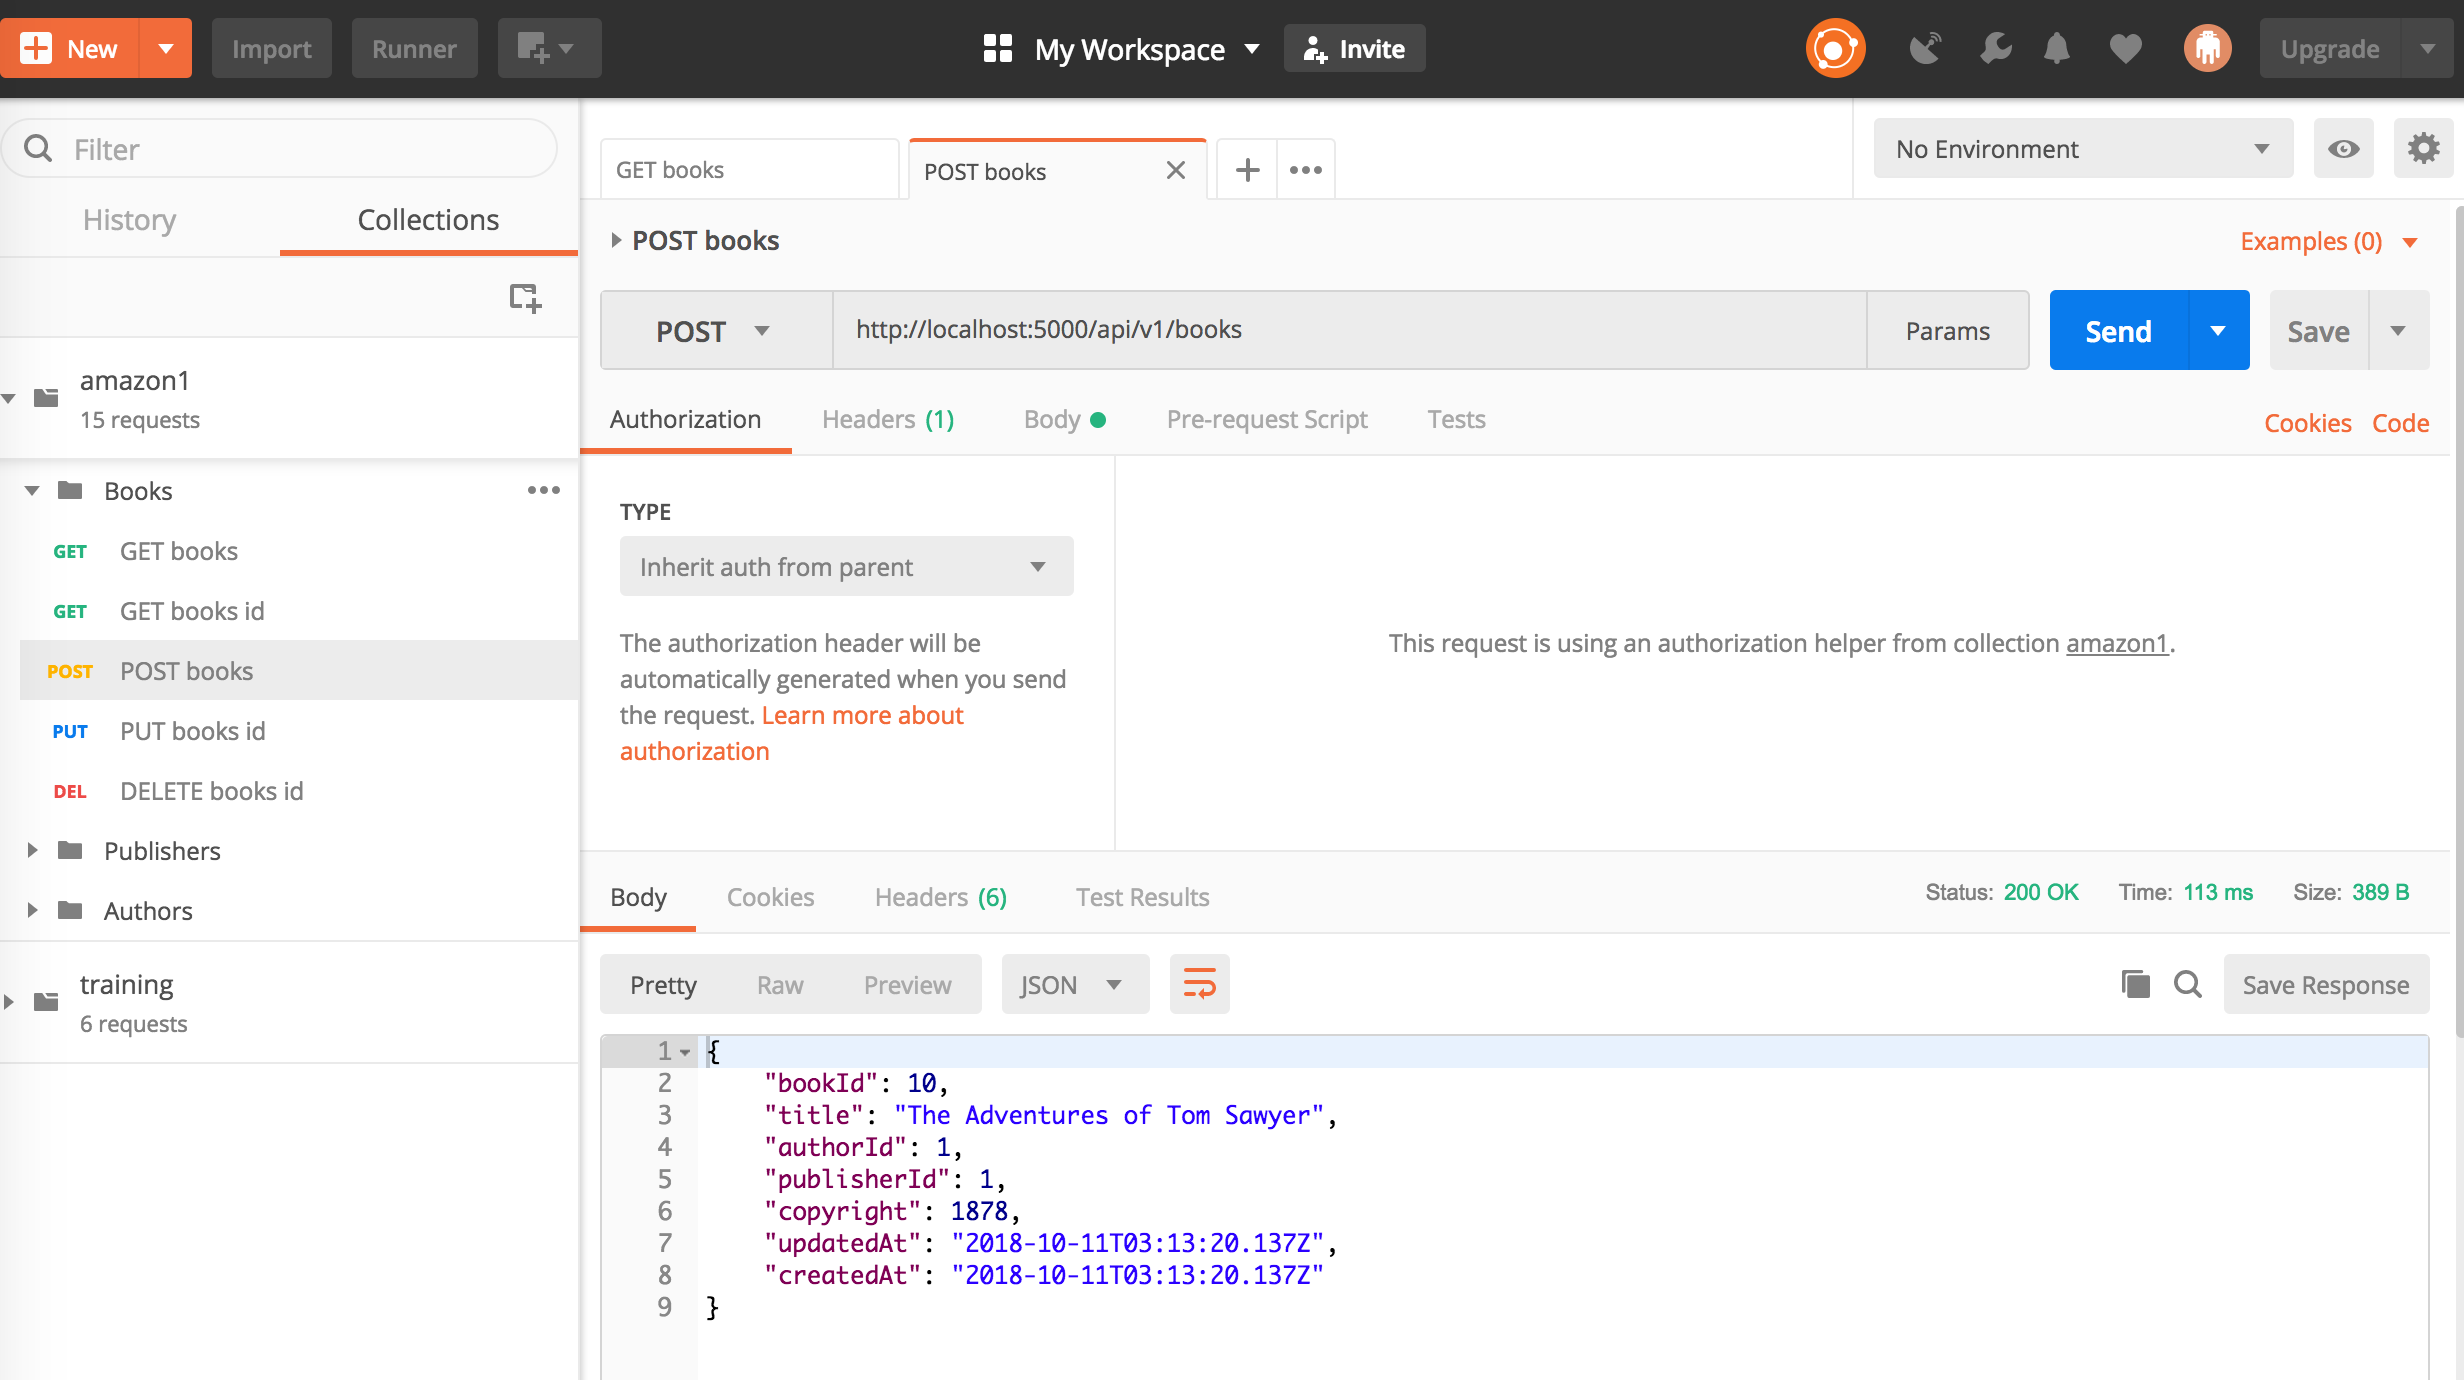 New
Import
Runner
My Workspace
Invite
Upgrade
Filter
History
Collections
amazon1
15 requests
Books
GET GET books
GET GET books id
POST POST books
PUT PUT books id
DEL DELETE books id
Publishers
Authors
training
6 requests
GET books
POST books
No Environment
POST books
Examples (0)
POST
http://localhost:5000/api/v1/books
Params
Send
Save
Authorization
Headers (1)
Body
Pre-request Script
Tests
Cookies
Code
TYPE
Inherit auth from parent
The authorization header will be
automatically generated when you send
the request. Learn more about
authorization
This request is using an authorization helper from collection amazon1.
Body
Cookies
Headers (6)
Test Results
Status: 200 OK
Time: 113 ms
Size: 389 B
Pretty
Raw
Preview
JSON
Save Response
1 {
2 "bookId": 10,
3 "title": "The Adventures of Tom Sawyer",
4 "authorId": 1,
5 "publisherId": 1,
6 "copyright": 1878,
7 "updatedAt": "2018-10-11T03:13:20.137Z",
8 "createdAt": "2018-10-11T03:13:20.137Z"
9 }